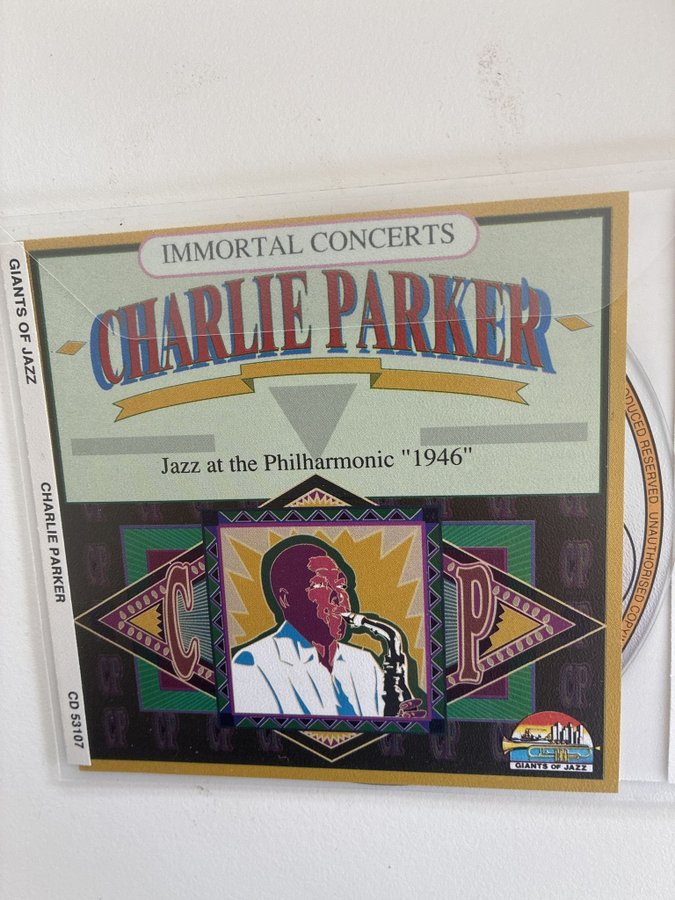 IMMORTAL CONCERTS
CHARLIE PARKER
Jazz at the Philharmonic "1946"
C P
GIANTS OF JAZZ
GIANTS OF JAZZ
CHARLIE PARKER
CD 53107
RESERVED UNAUTHORISED